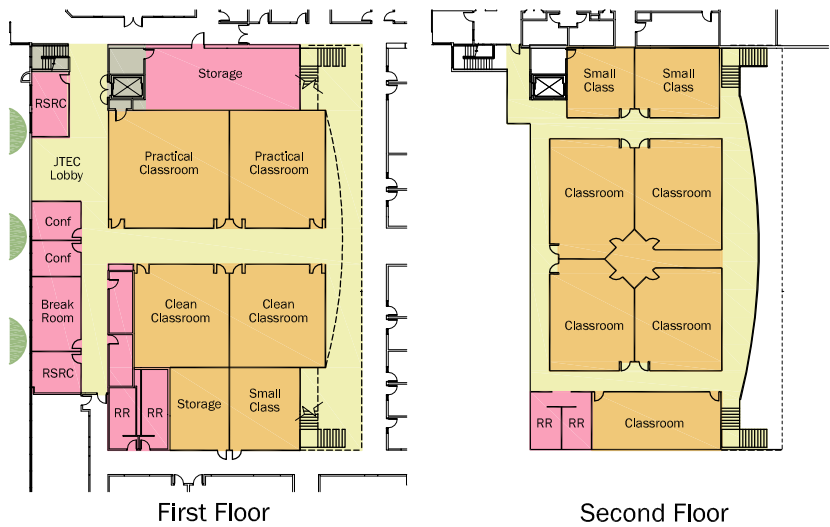 Storage
RSRC
Practical
Classroom
Practical
Classroom
JTEC
Lobby
Conf
Conf
Clean
Classroom
Clean
Classroom
Break
Room
RSRC
RR
RR
Storage
Small
Class
First Floor
Small
Class
Small
Class
Classroom
Classroom
Classroom
Classroom
RR
RR
Classroom
Second Floor